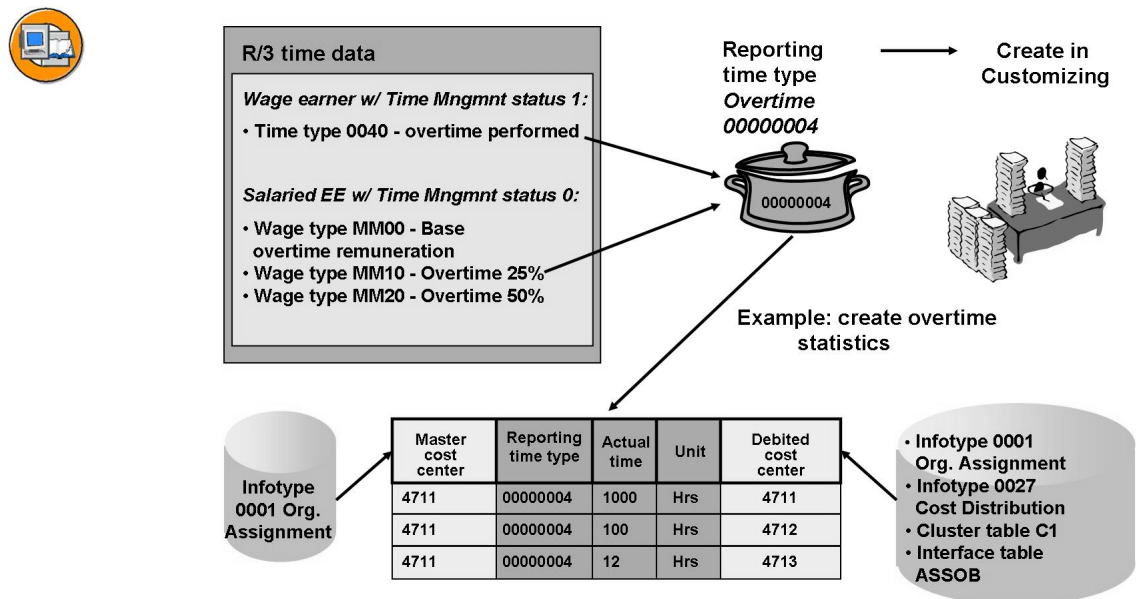 R/3 time data
Wage earner w/ Time Mngmnt status 1:
• Time type 0040 - overtime performed
Salaried EE w/ Time Mngmnt status 0:
• Wage type MM00 - Base
overtime remuneration
• Wage type MM10 - Overtime 25%
• Wage type MM20 - Overtime 50%
Reporting
time type
Overtime
00000004
Create in
Customizing
00000004
Example: create overtime
statistics
Infotype
0001 Org.
Assignment
Master
cost
center
Reporting
time type
Actual
time
Unit
Debited
cost
center
4711 00000004 1000 Hrs 4711
4711 00000004 100 Hrs 4712
4711 00000004 12 Hrs 4713
• Infotype 0001
Org. Assignment
• Infotype 0027
Cost Distribution
• Cluster table C1
• Interface table
ASSOB